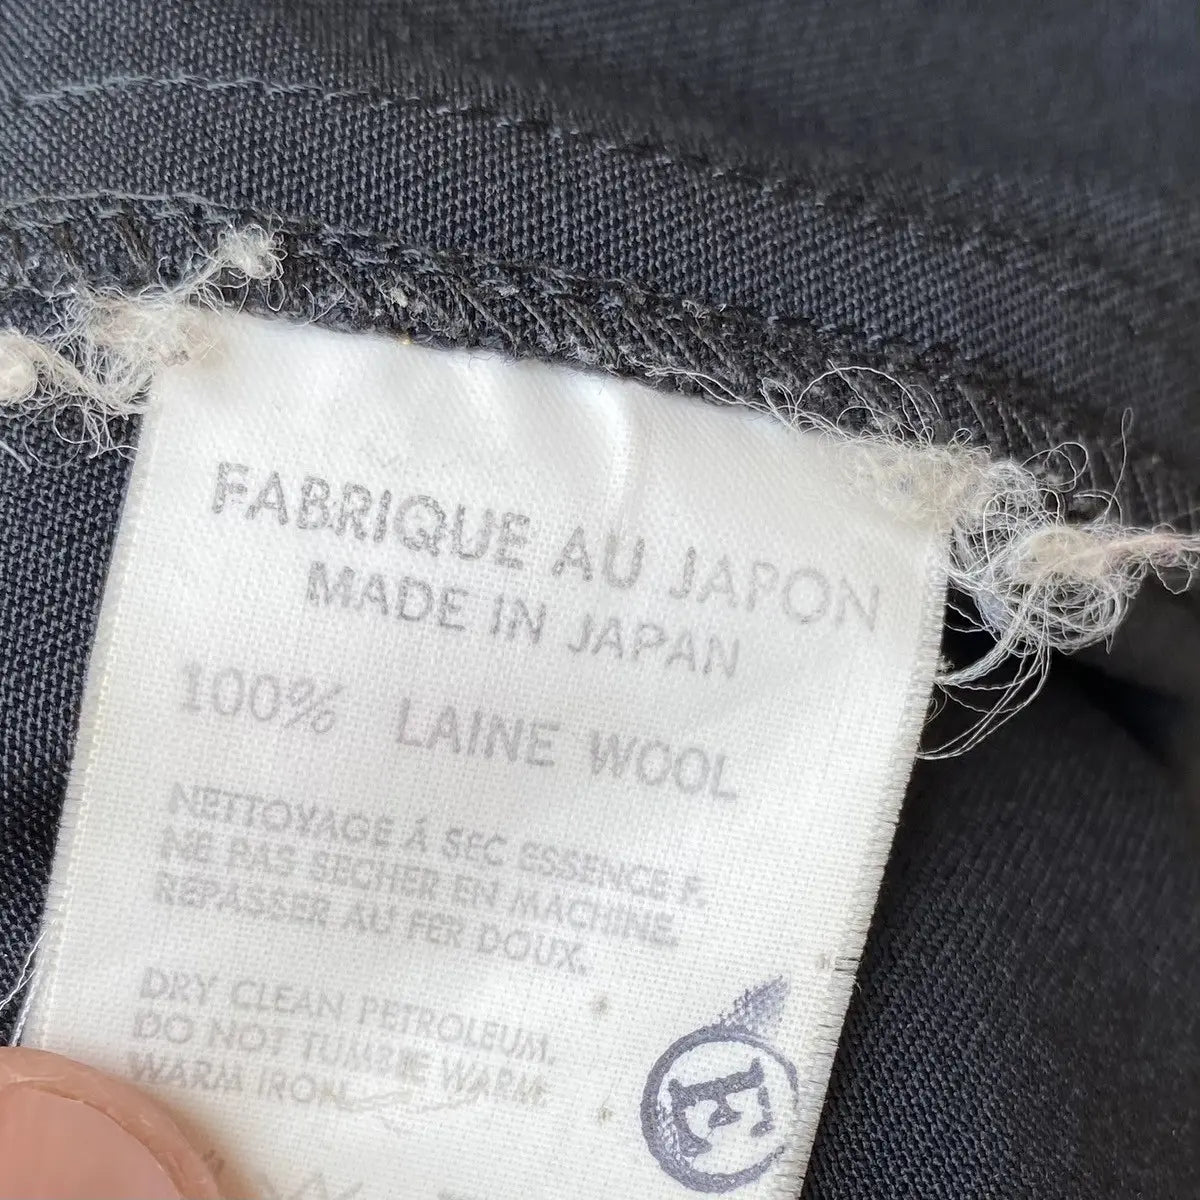 FABRIQUE AU JAPON
MADE IN JAPAN
100% LAINE WOOL
NETTOYAGE À SEC ESSENCE F.
NE PAS SECHER EN MACHINE.
REPASSER AU FER DOUX.
DRY CLEAN PETROLEUM.
DO NOT TUMBLE WARM
WARM IRON
E